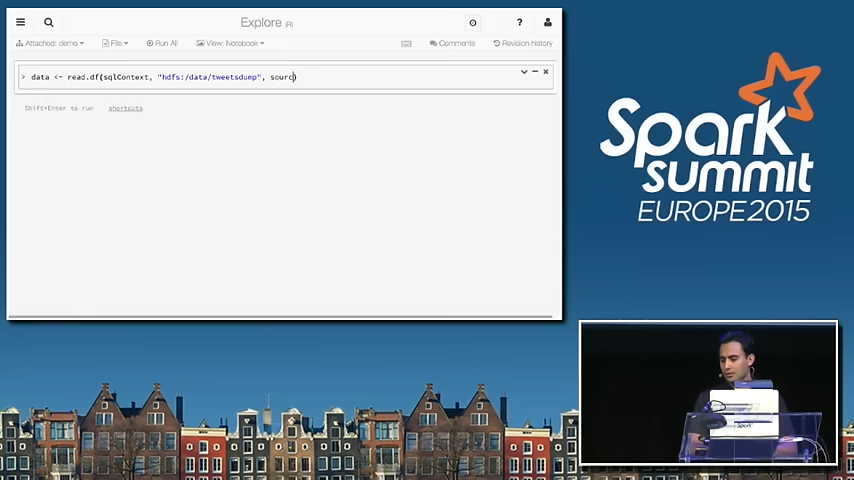 Explore (R)
?
Attached: demo File Run All View: Notebook Comments Revision history
> data <- read.df(sqlContext, "hdfs:/data/tweetsdump", sourc)
Shift+Enter to run shortcuts
Spark
summit
EUROPE 2015